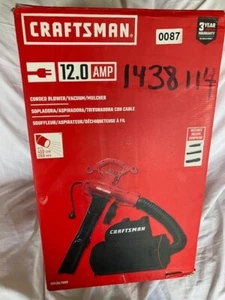 CRAFTSMAN
0087
3 YEAR
WARRANTY
12.0 AMP
1438114
CORDED BLOWER/VACUUM/MULCHER
SOPLADORA/ASPIRADORA/TRITURADORA CON CABLE
SOUFFLEUR/ASPIRATEUR/DÉCHIQUETEUSE À FIL
CRAFTSMAN